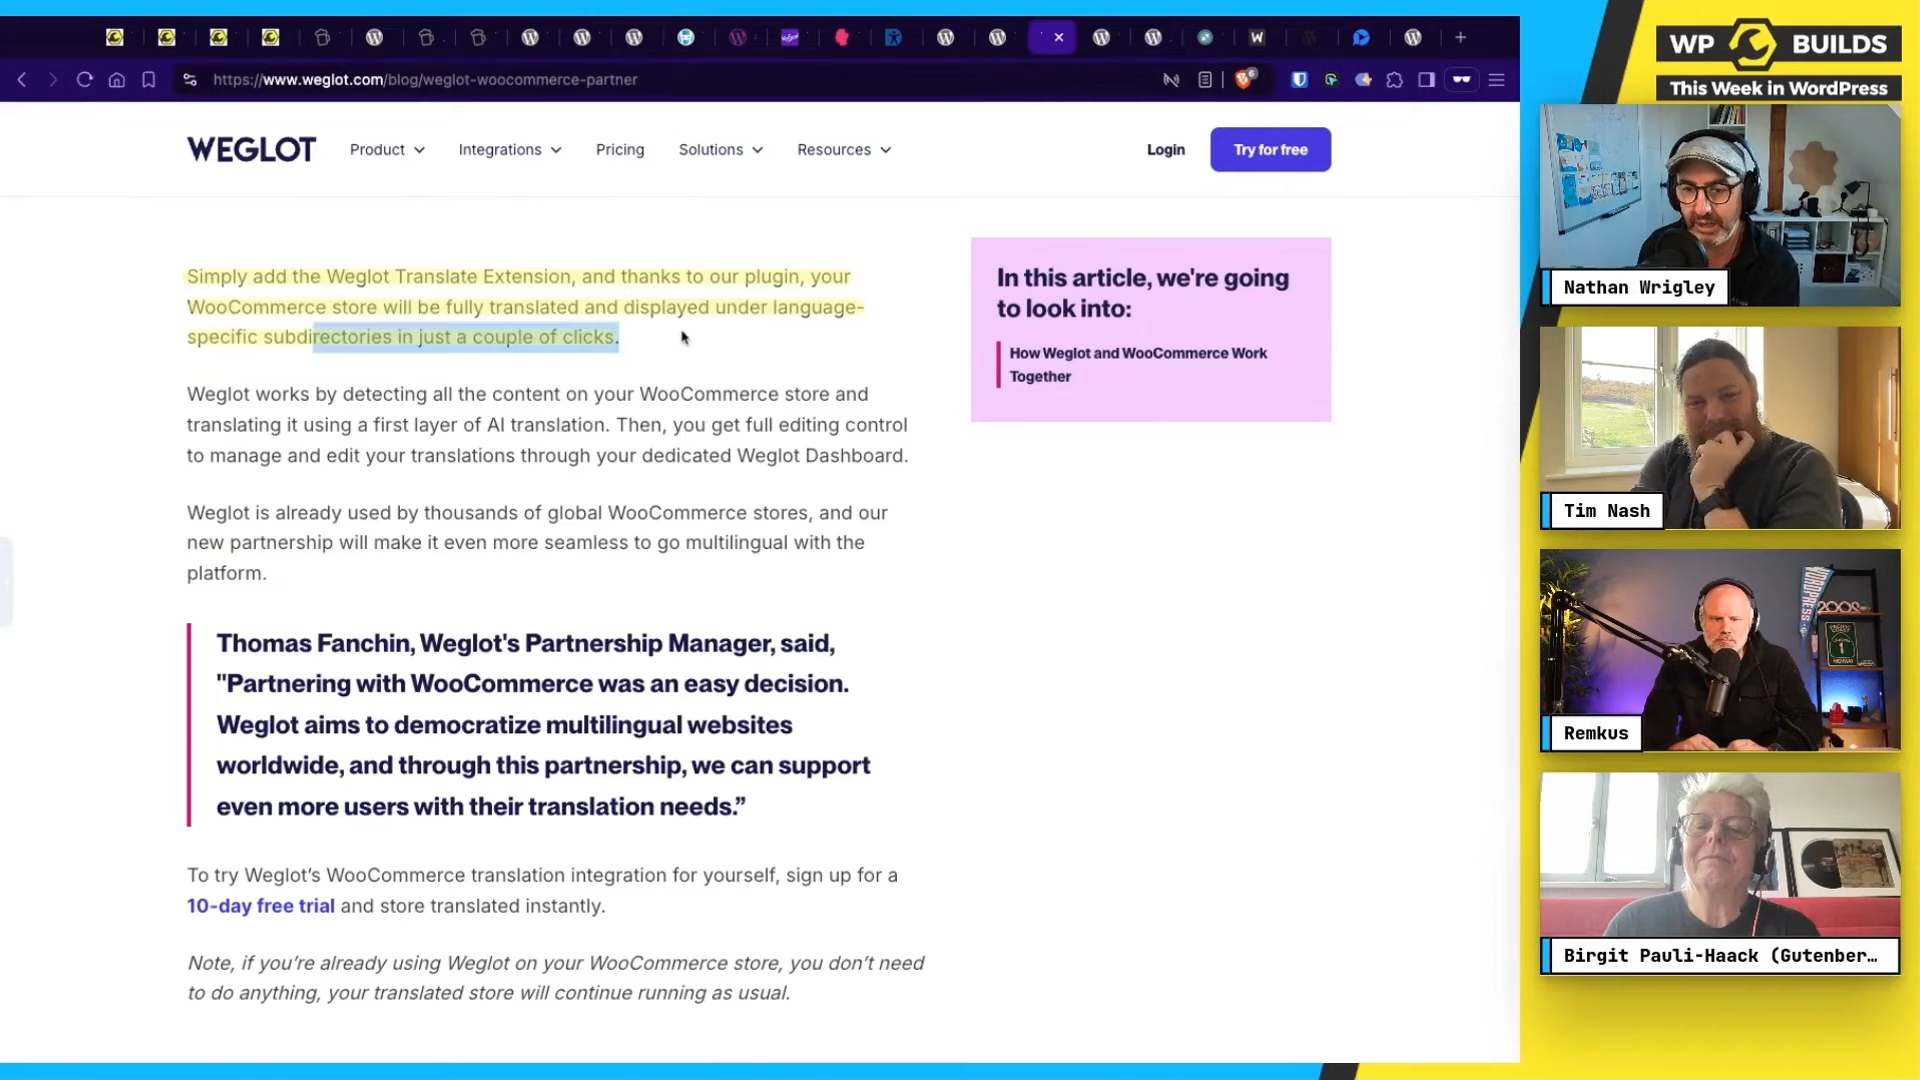 https://www.weglot.com/blog/weglot-woocommerce-partner
WP BUILDS
This Week in WordPress
WEGLOT
Product
Integrations
Pricing
Solutions
Resources
Login
Try for free
Simply add the Weglot Translate Extension, and thanks to our plugin, your
WooCommerce store will be fully translated and displayed under language-
specific subdirectories in just a couple of clicks.
Weglot works by detecting all the content on your WooCommerce store and
translating it using a first layer of AI translation. Then, you get full editing control
to manage and edit your translations through your dedicated Weglot Dashboard.
Weglot is already used by thousands of global WooCommerce stores, and our
new partnership will make it even more seamless to go multilingual with the
platform.
Thomas Fanchin, Weglot's Partnership Manager, said,
"Partnering with WooCommerce was an easy decision.
Weglot aims to democratize multilingual websites
worldwide, and through this partnership, we can support
even more users with their translation needs.”
To try Weglot’s WooCommerce translation integration for yourself, sign up for a
10-day free trial and store translated instantly.
Note, if you’re already using Weglot on your WooCommerce store, you don’t need
to do anything, your translated store will continue running as usual.
In this article, we're going
to look into:
How Weglot and WooCommerce Work
Together
Nathan Wrigley
Tim Nash
Remkus
Birgit Pauli-Haack (Gutenber…